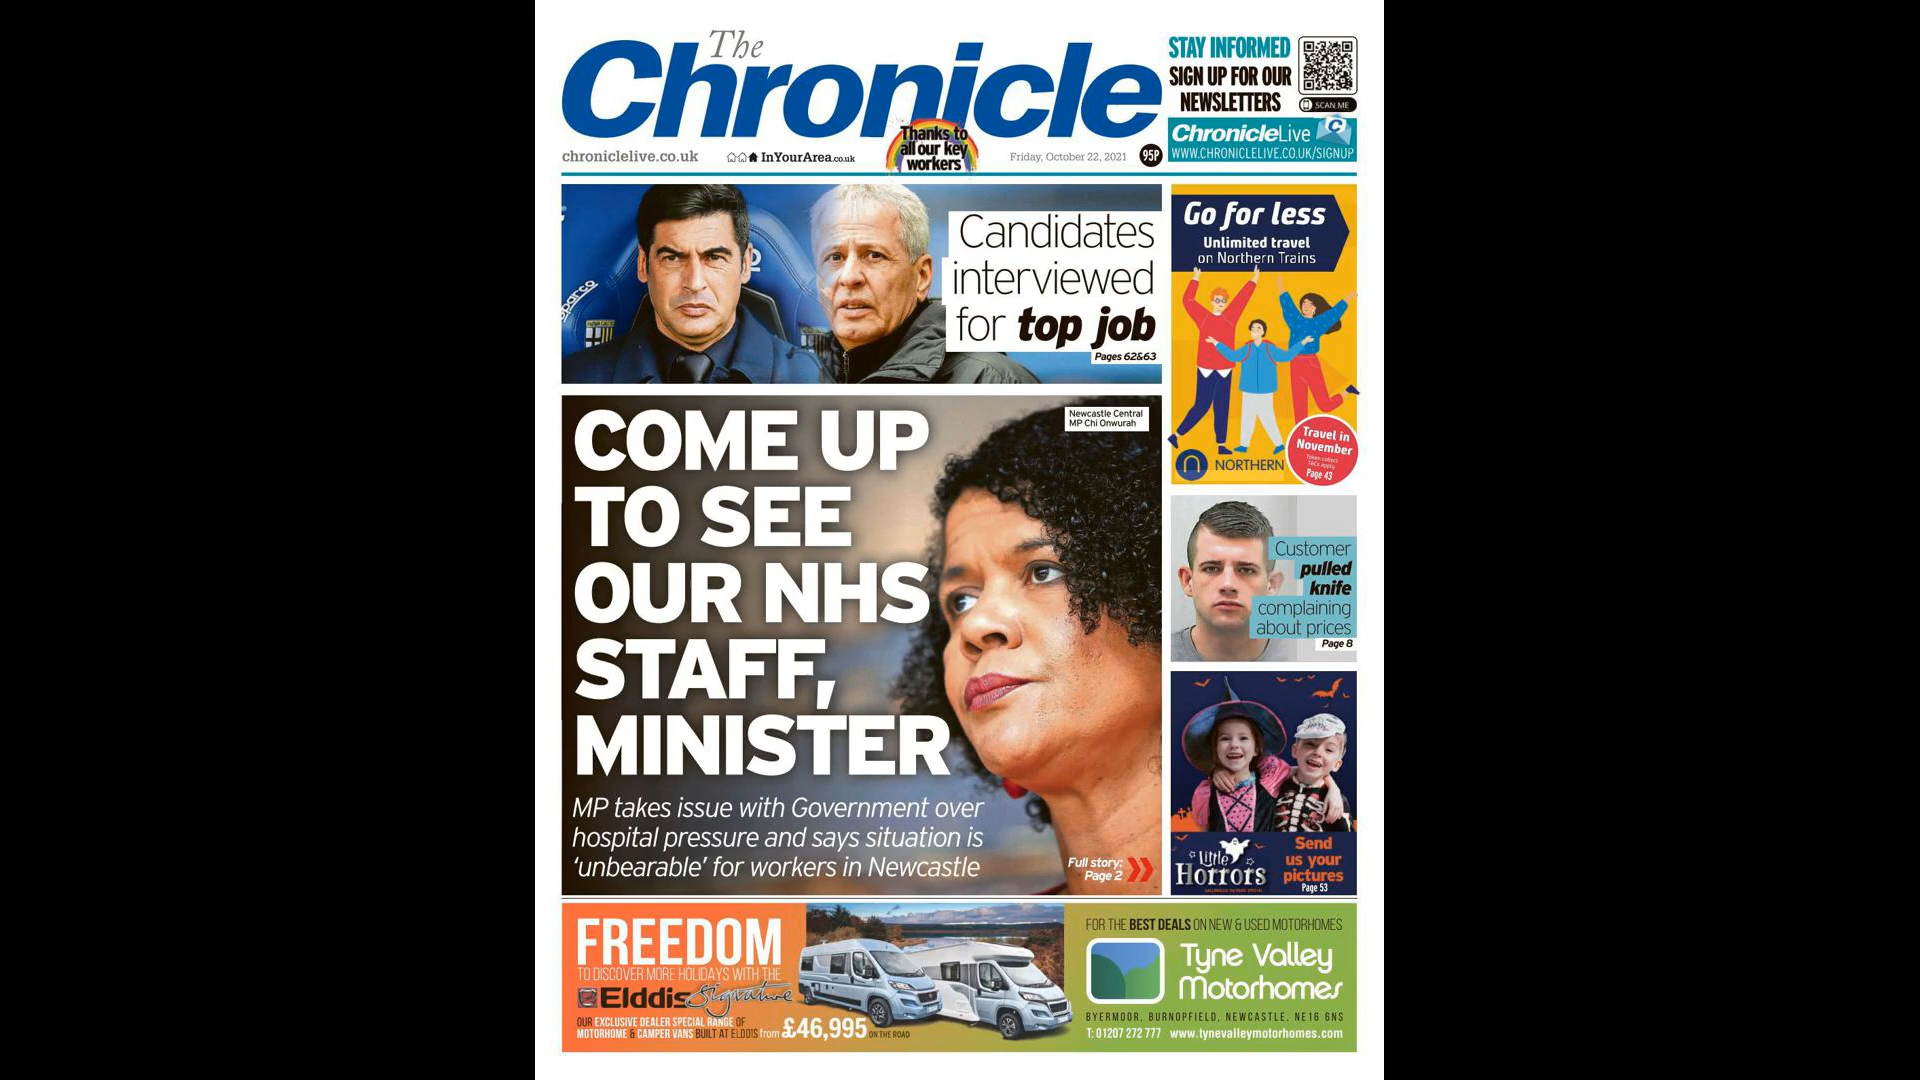 The
Chronicle
STAY INFORMED
SIGN UP FOR OUR
NEWSLETTERS
SCAN ME
ChronicleLive
WWW.CHRONICLELIVE.CO.UK/SIGNUP
chroniclelive.co.uk
InYourArea.co.uk
Thanks to
all our key
workers
Friday, October 22, 2021
95P
sparco
Candidates
interviewed
for top job
Pages 62&63
Go for less
Unlimited travel
on Northern Trains
Travel in
November
Token collect
T&Cs Apply
Page 43
NORTHERN
COME UP
TO SEE
OUR NHS
STAFF,
MINISTER
Newcastle Central
MP Chi Onwurah
MP takes issue with Government over
hospital pressure and says situation is
‘unbearable’ for workers in Newcastle
Full story:
Page 2
Customer
pulled
knife
complaining
about prices
Page 8
Little
Horrors
Send
us your
pictures
Page 53
FREEDOM
TO DISCOVER MORE HOLIDAYS WITH THE
Elddis Signature
OUR EXCLUSIVE DEALER SPECIAL RANGE OF
MOTORHOME & CAMPER VANS BUILT AT ELDDIS from £46,995 ON THE ROAD
FOR THE BEST DEALS ON NEW & USED MOTORHOMES
Tyne Valley
Motorhomes
BYERMOOR, BURNOPFIELD, NEWCASTLE, NE16 6NS
T: 01207 272 777 www.tynevalleymotorhomes.com